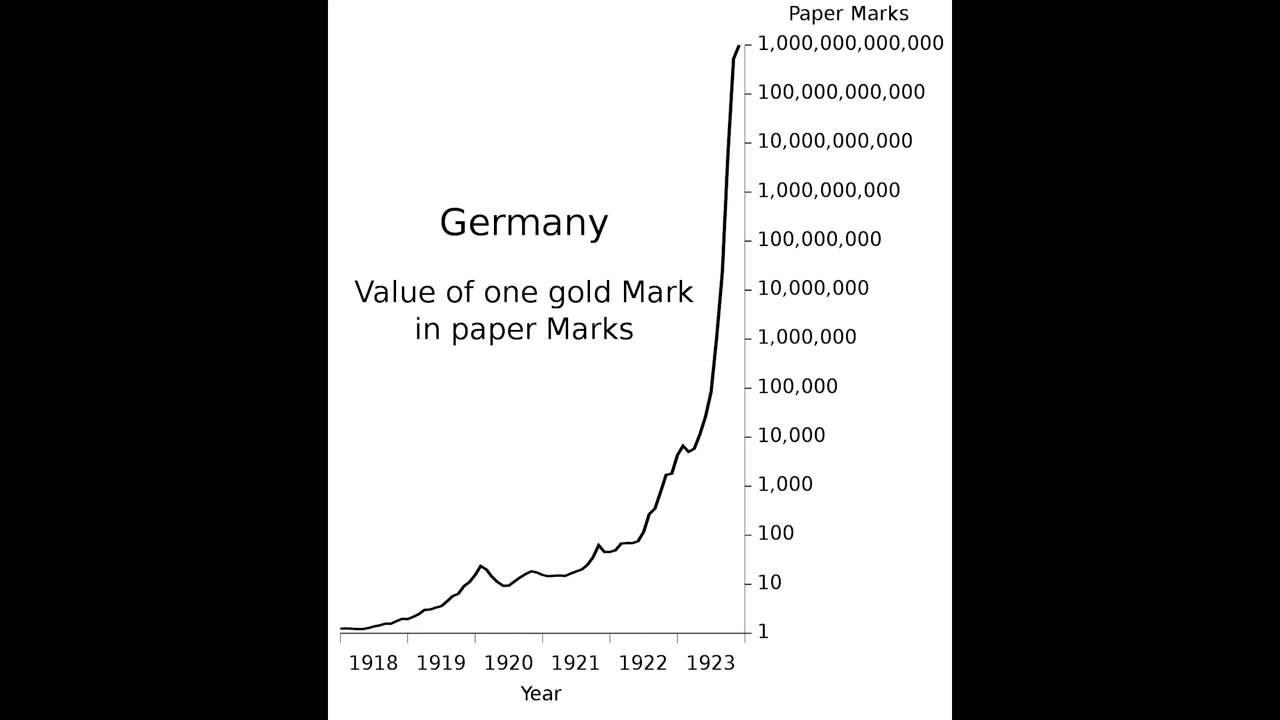 Paper Marks
1,000,000,000,000
100,000,000,000
10,000,000,000
1,000,000,000
Germany
100,000,000
Value of one gold Mark
10,000,000
in paper Marks
1,000,000
100,000
10,000
1,000
100
10
1
1918 1919 1920 1921 1922 1923
Year